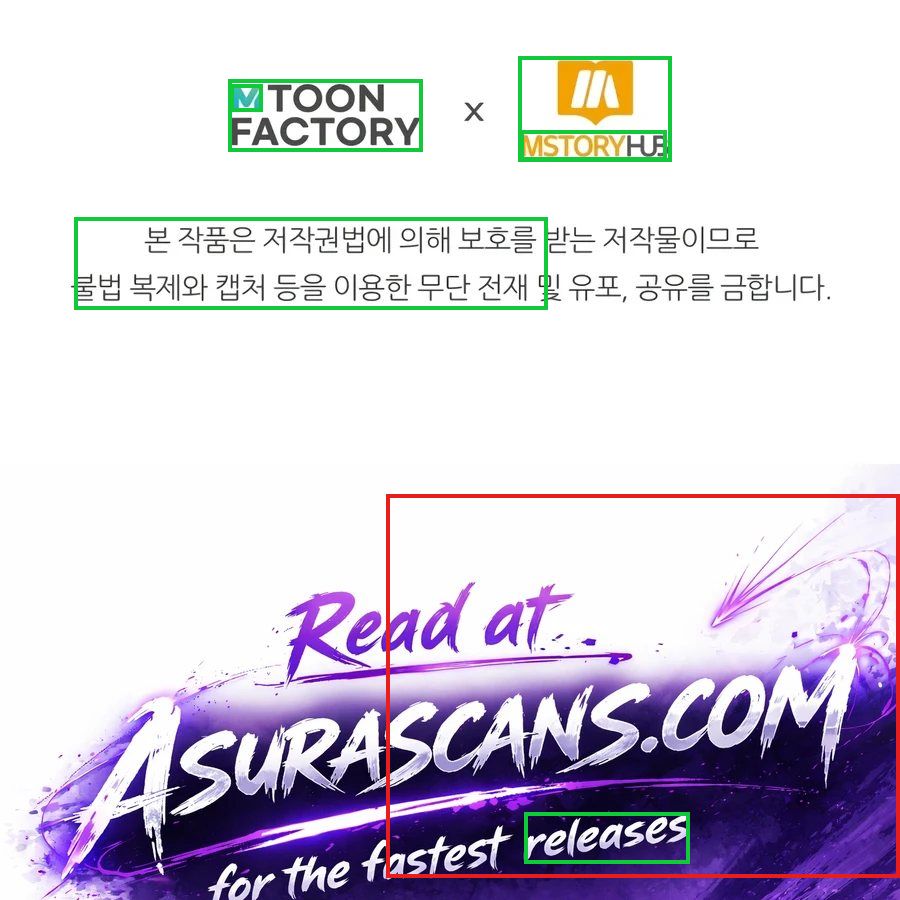 TOON
FACTORY
x
MSTORYHUB
본 작품은 저작권법에 의해 보호를 받는 저작물이므로
불법 복제와 캡처 등을 이용한 무단 전재 및 유포, 공유를 금합니다.
Read at...
ASURASCANS.COM
for the fastest releases